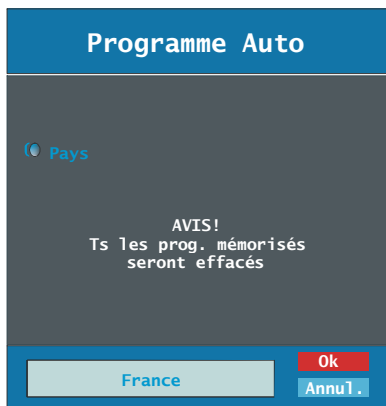 Programme Auto
Pays
AVIS!
Ts les prog. mémorisés
seront effacés
France
Ok
Annul.